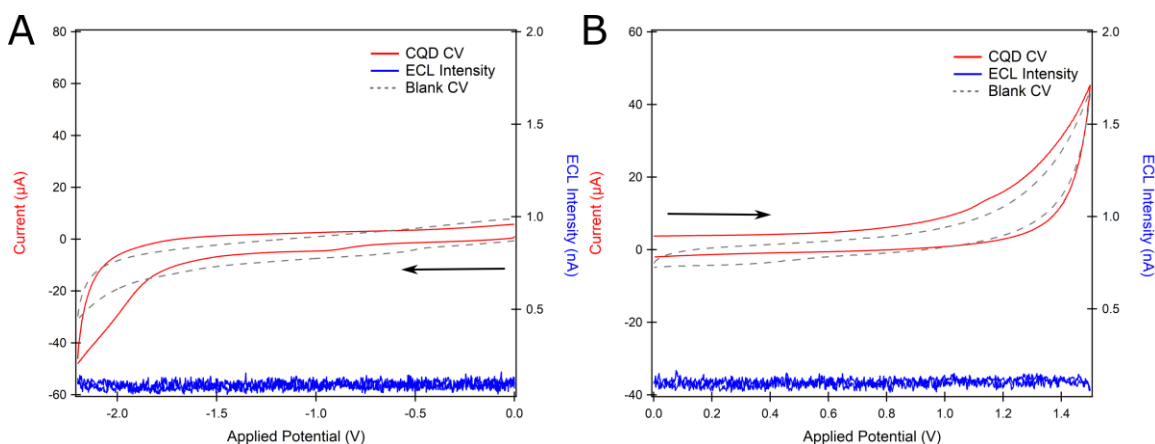 A
80
60
40
20
0
-20
-40
-60
Current (µA)
CQD CV
ECL Intensity
Blank CV
2.0
1.5
1.0
0.5
ECL Intensity (nA)
-2.0 -1.5 -1.0 -0.5 0.0
Applied Potential (V)
B
60
40
20
0
-20
-40
Current (µA)
CQD CV
ECL Intensity
Blank CV
2.0
1.5
1.0
0.5
ECL Intensity (nA)
0.0 0.2 0.4 0.6 0.8 1.0 1.2 1.4
Applied Potential (V)